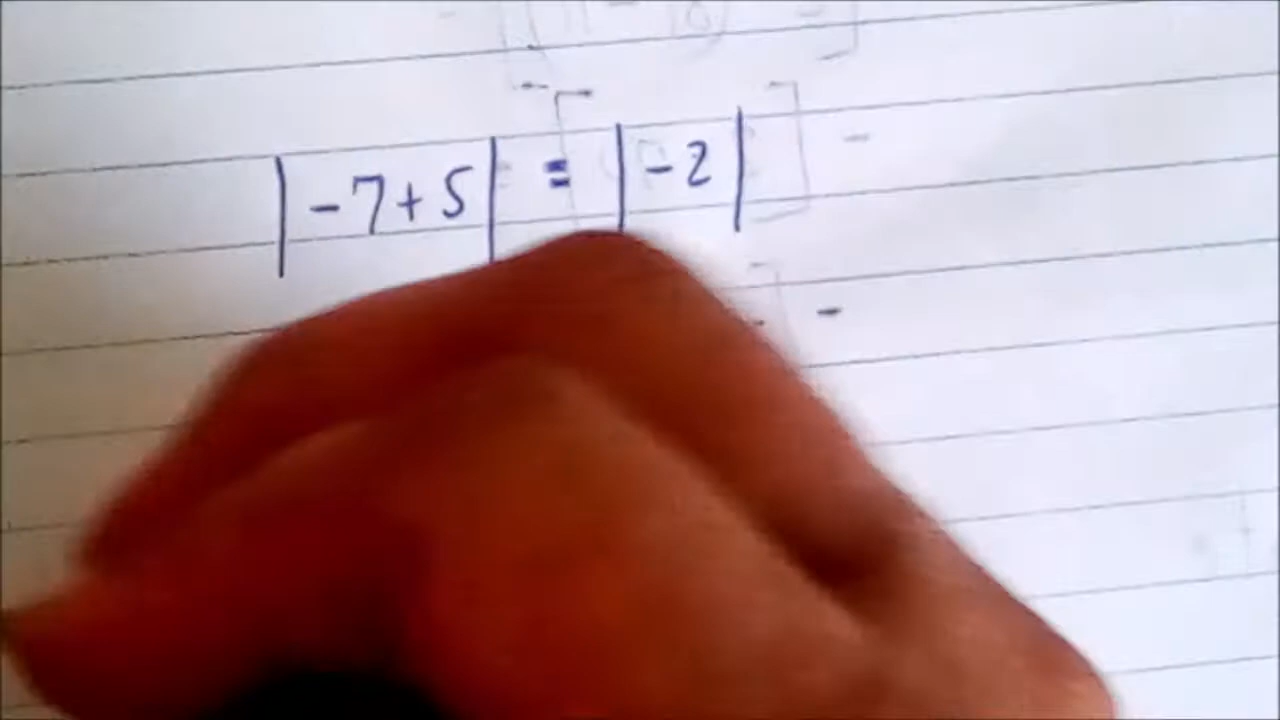 |-7+5| = |-2|